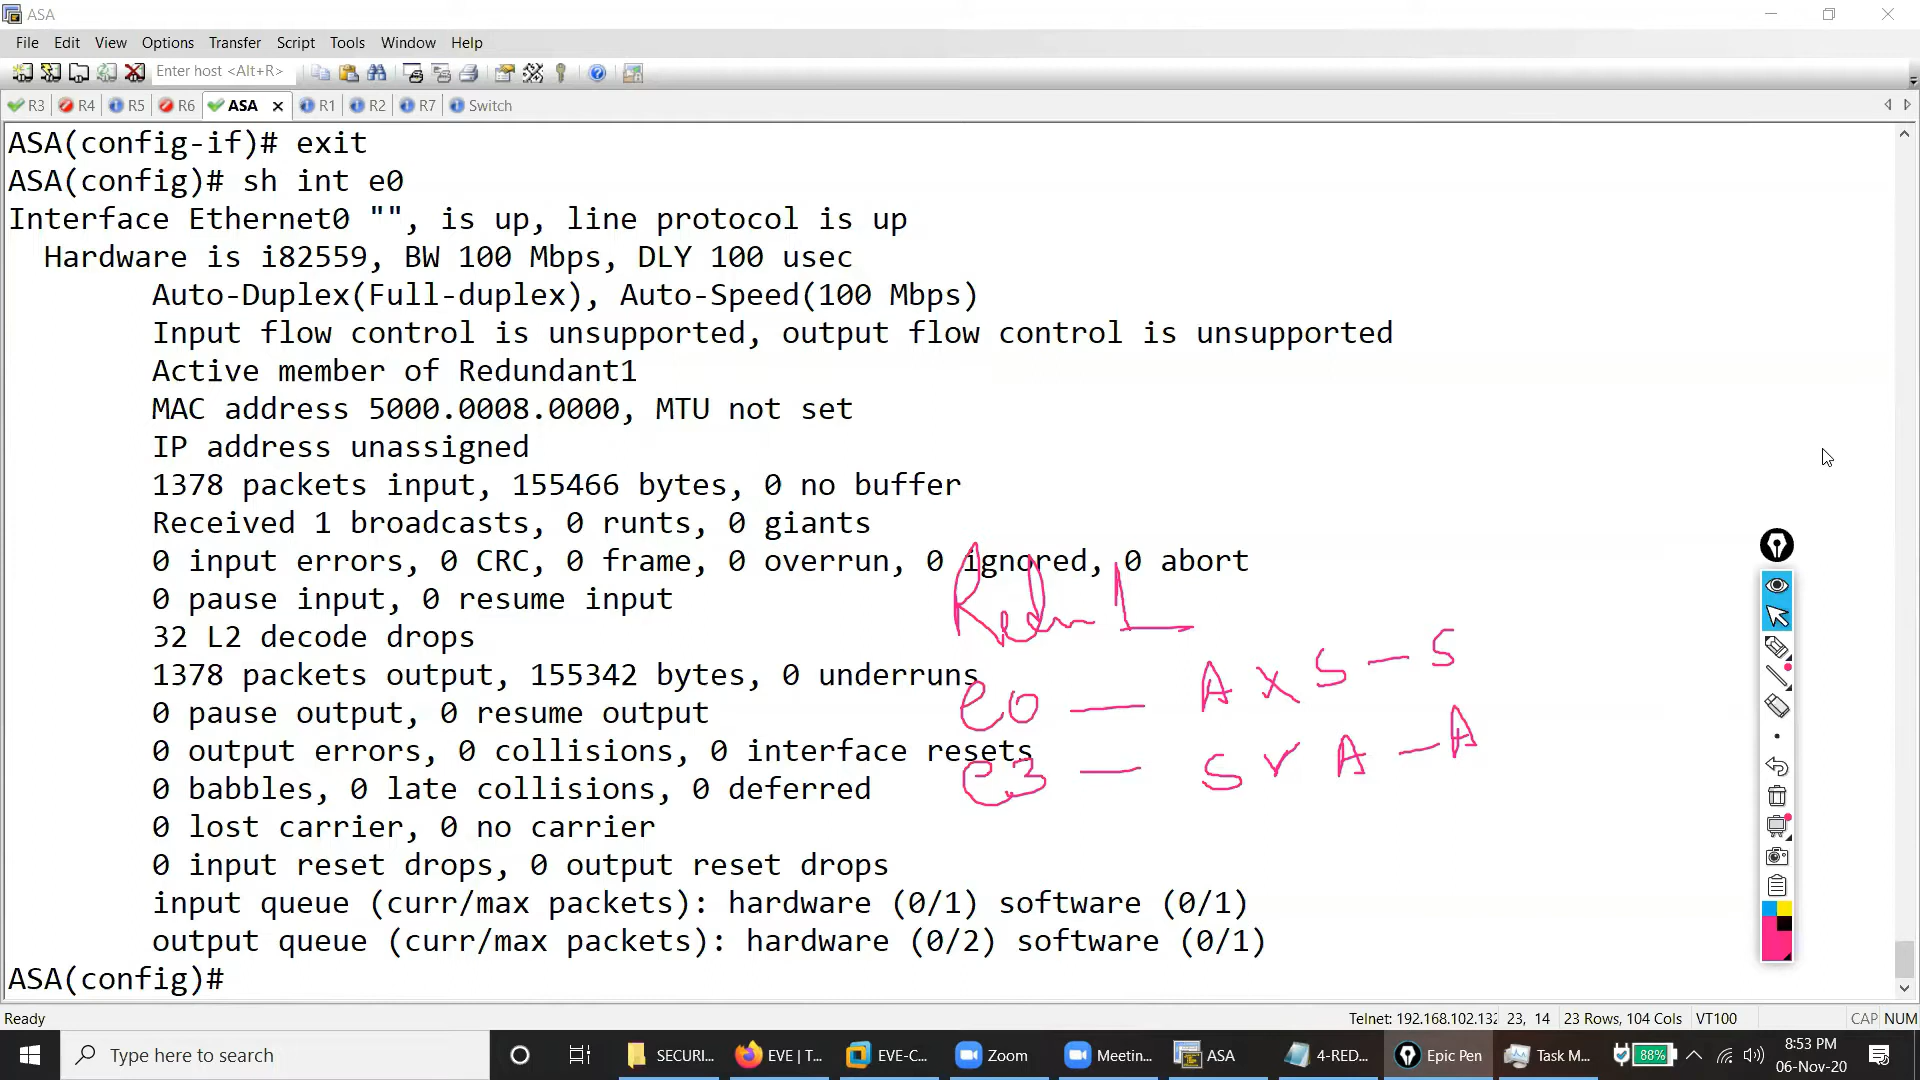 ASA
File Edit View Options Transfer Script Tools Window Help
Enter host <Alt+R>
R3 R4 R5 R6 ASA R1 R2 R7 Switch
ASA(config-if)# exit
ASA(config)# sh int e0
Interface Ethernet0 "", is up, line protocol is up
Hardware is i82559, BW 100 Mbps, DLY 100 usec
Auto-Duplex(Full-duplex), Auto-Speed(100 Mbps)
Input flow control is unsupported, output flow control is unsupported
Active member of Redundant1
MAC address 5000.0008.0000, MTU not set
IP address unassigned
1378 packets input, 155466 bytes, 0 no buffer
Received 1 broadcasts, 0 runts, 0 giants
0 input errors, 0 CRC, 0 frame, 0 overrun, 0 ignored, 0 abort
0 pause input, 0 resume input
32 L2 decode drops
1378 packets output, 155342 bytes, 0 underruns
0 pause output, 0 resume output
0 output errors, 0 collisions, 0 interface resets
0 babbles, 0 late collisions, 0 deferred
0 lost carrier, 0 no carrier
0 input reset drops, 0 output reset drops
input queue (curr/max packets): hardware (0/1) software (0/1)
output queue (curr/max packets): hardware (0/2) software (0/1)
ASA(config)#
e0 — A X S — S
e3 — S A — A
Ready Telnet: 192.168.102.132 23, 14 23 Rows, 104 Cols VT100 CAP NUM
Type here to search SECURI... EVE | T... EVE-C... Zoom Meetin... ASA 4-RED... Epic Pen Task M... 88% 8:53 PM
06-Nov-20